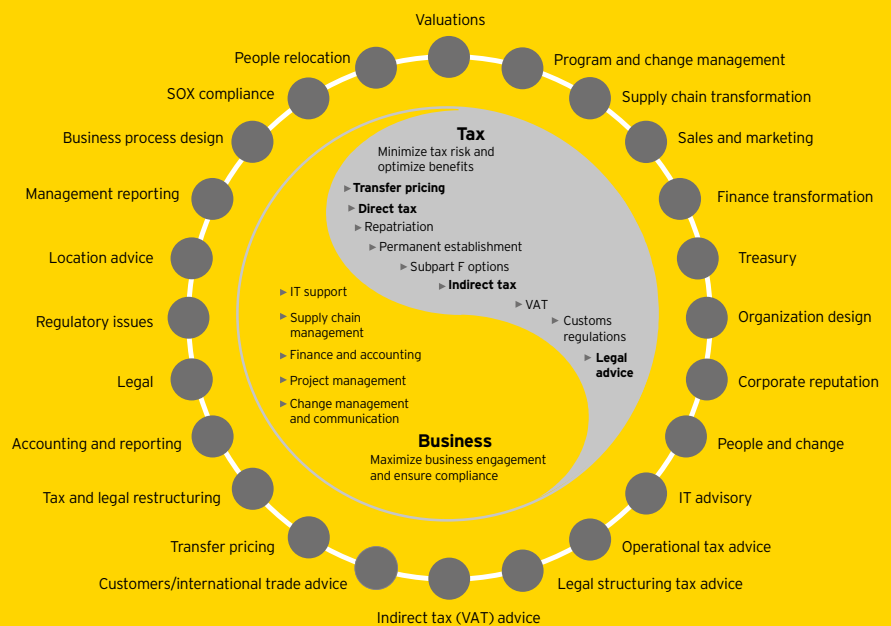 Valuations
People relocation
Program and change management
SOX compliance
Supply chain transformation
Business process design
Sales and marketing
Management reporting
Finance transformation
Location advice
Treasury
Regulatory issues
Organization design
Legal
Corporate reputation
Accounting and reporting
People and change
Tax and legal restructuring
IT advisory
Transfer pricing
Operational tax advice
Customers/international trade advice
Legal structuring tax advice
Indirect tax (VAT) advice
Tax
Minimize tax risk and
optimize benefits
Transfer pricing
Direct tax
Repatriation
Permanent establishment
Subpart F options
Indirect tax
VAT
Customs
regulations
Legal
advice
IT support
Supply chain
management
Finance and accounting
Project management
Change management
and communication
Business
Maximize business engagement
and ensure compliance